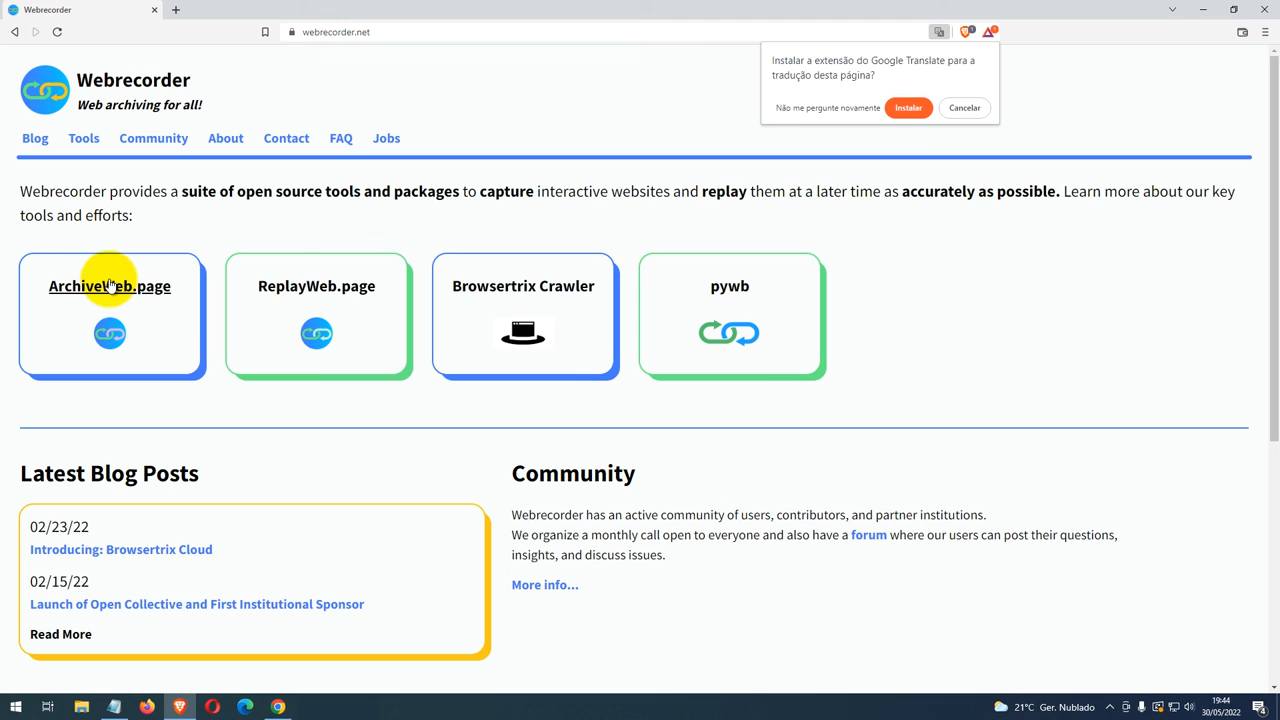 Webrecorder
webrecorder.net
Instalar a extensão do Google Translate para a
tradução desta página?
Não me pergunte novamente
Instalar
Cancelar
Webrecorder
Web archiving for all!
Blog
Tools
Community
About
Contact
FAQ
Jobs
Webrecorder provides a suite of open source tools and packages to capture interactive websites and replay them at a later time as accurately as possible. Learn more about our key
tools and efforts:
ArchiveWeb.page
ReplayWeb.page
Browsertrix Crawler
pywb
Latest Blog Posts
02/23/22
Introducing: Browsertrix Cloud
02/15/22
Launch of Open Collective and First Institutional Sponsor
Read More
Community
Webrecorder has an active community of users, contributors, and partner institutions.
We organize a monthly call open to everyone and also have a forum where our users can post their questions,
insights, and discuss issues.
More info...
21°C Ger. Nublado
19:44
30/05/2022
4